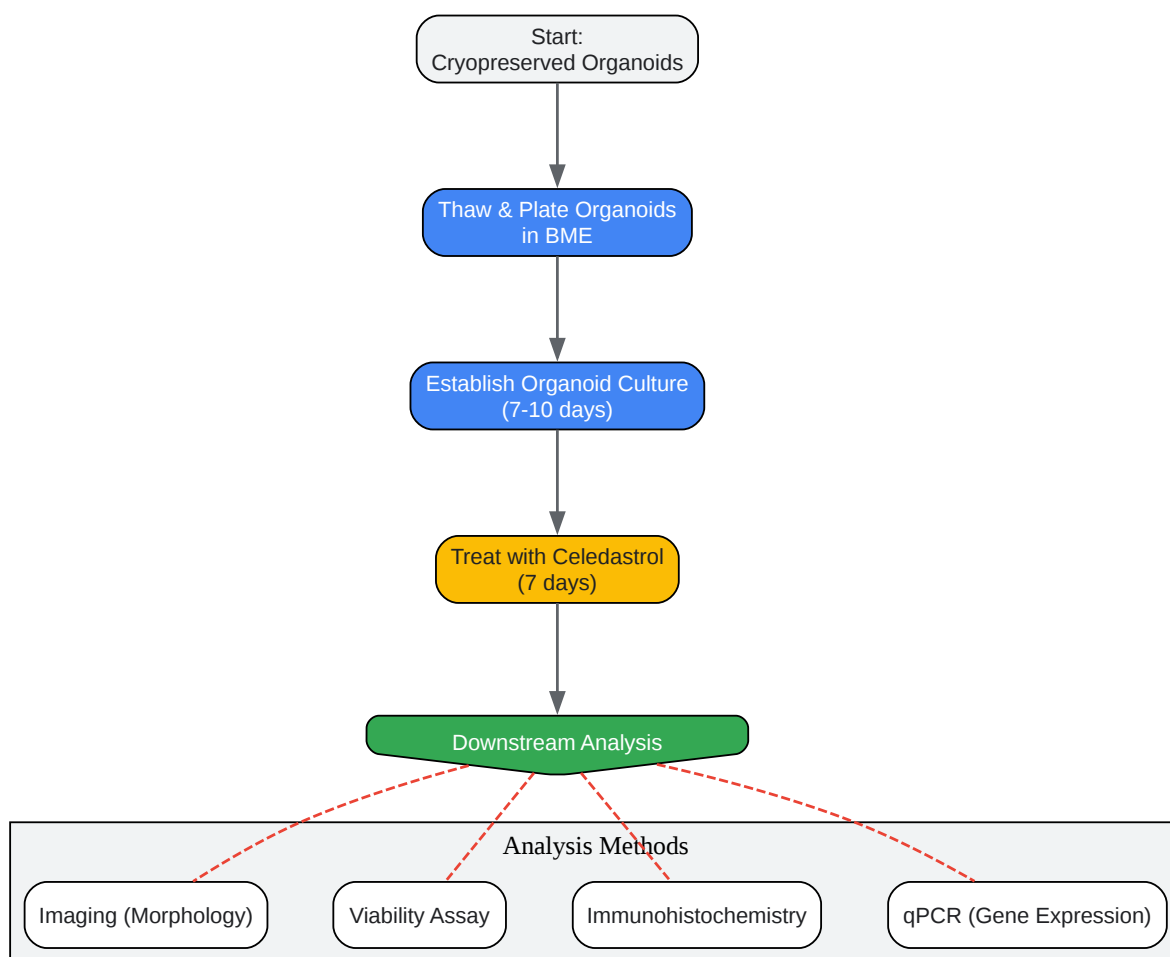 Start:
Cryopreserved Organoids
Thaw & Plate Organoids
in BME
Establish Organoid Culture
(7-10 days)
Treat with Celedastrol
(7 days)
Downstream Analysis
Analysis Methods
Imaging (Morphology)
Viability Assay
Immunohistochemistry
qPCR (Gene Expression)